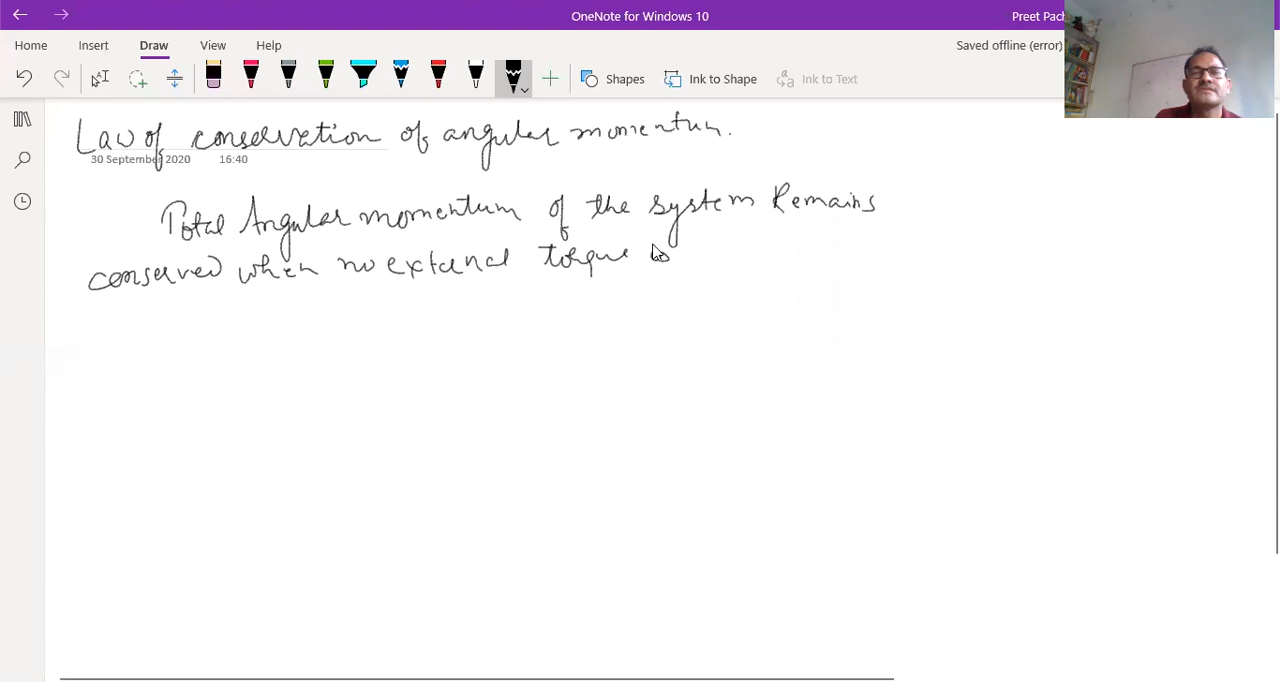 OneNote for Windows 10
Preet Pach
Home Insert Draw View Help
Saved offline (error)
Shapes Ink to Shape Ink to Text
Law of conservation of angular momentum.
30 September 2020 16:40
Total Angular momentum of the system Remains
conserved when no external torque